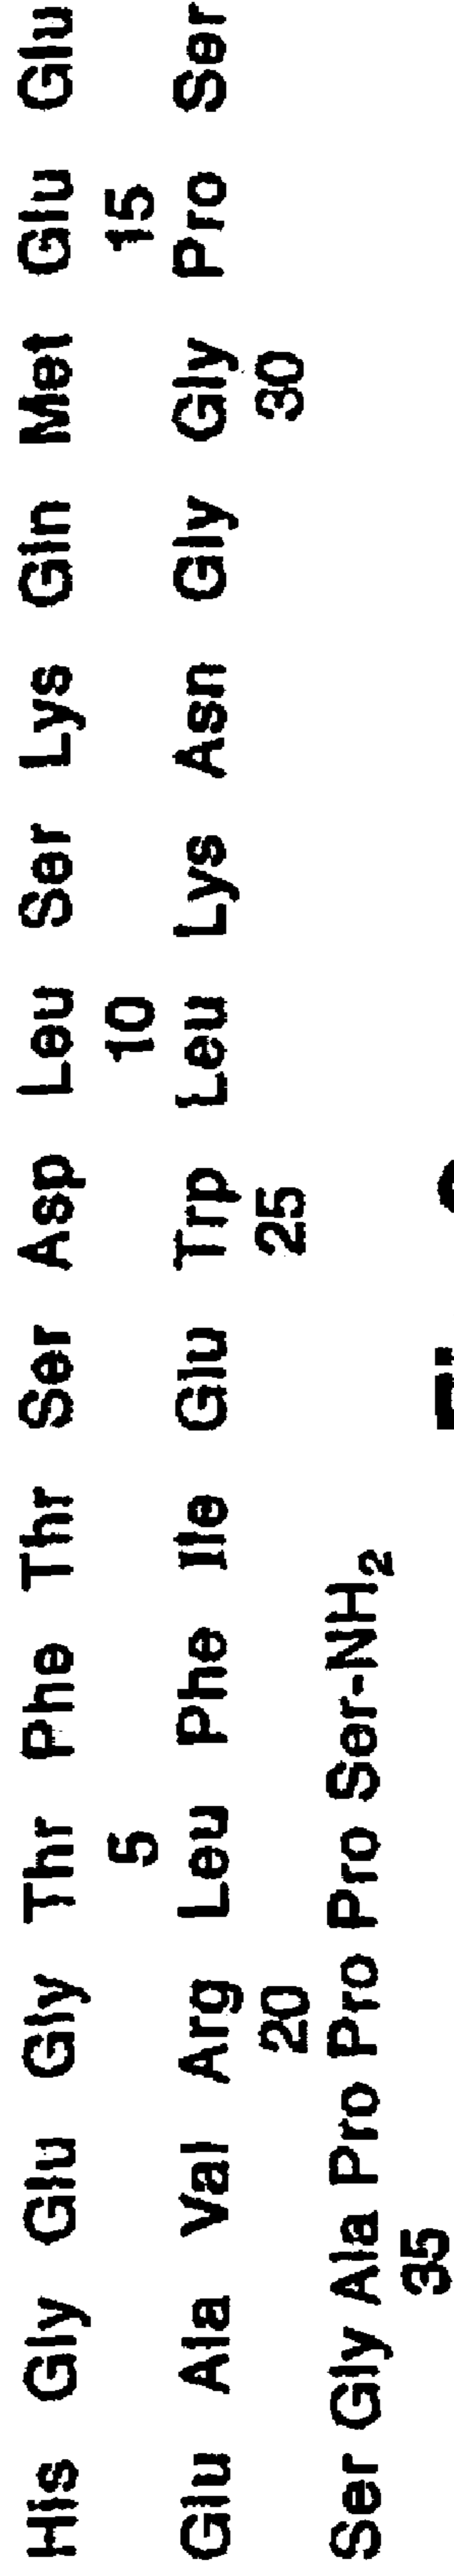 His Gly Glu Gly Thr Phe Thr Ser Asp Leu Ser Lys Gln Met Glu Glu
5 10 15
Glu Ala Val Arg Leu Phe Ile Glu Trp Leu Lys Asn Gly Gly Pro Ser
20 25 30
Ser Gly Ala Pro Pro Pro Ser-NH₂
35